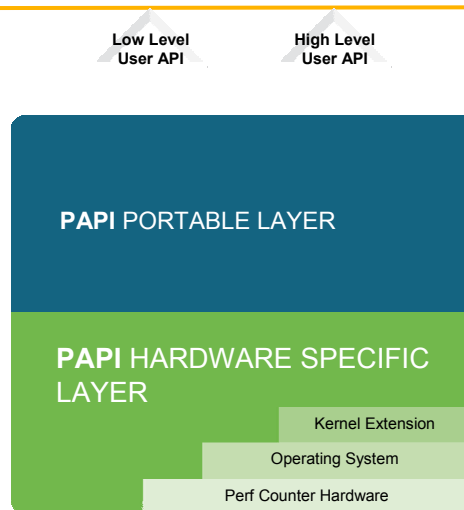 Low Level
User API
High Level
User API
PAPI PORTABLE LAYER
PAPI HARDWARE SPECIFIC
LAYER
Kernel Extension
Operating System
Perf Counter Hardware